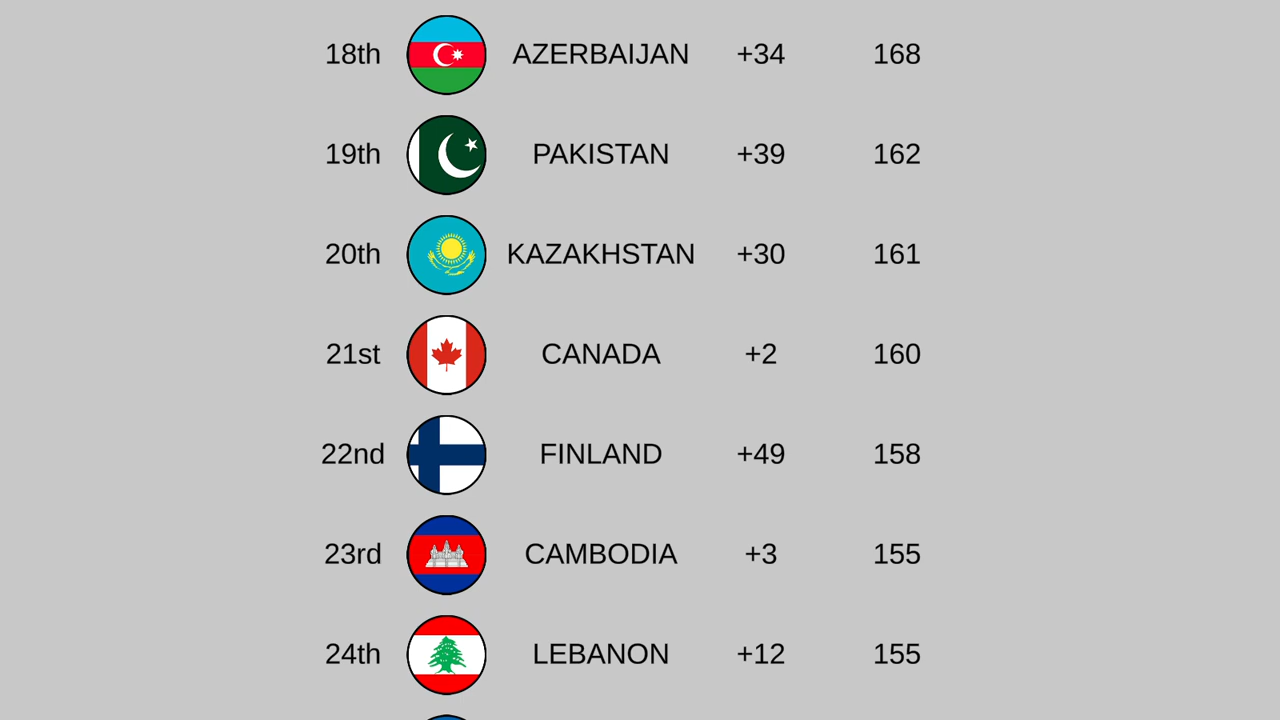 18th AZERBAIJAN +34 168
19th PAKISTAN +39 162
20th KAZAKHSTAN +30 161
21st CANADA +2 160
22nd FINLAND +49 158
23rd CAMBODIA +3 155
24th LEBANON +12 155